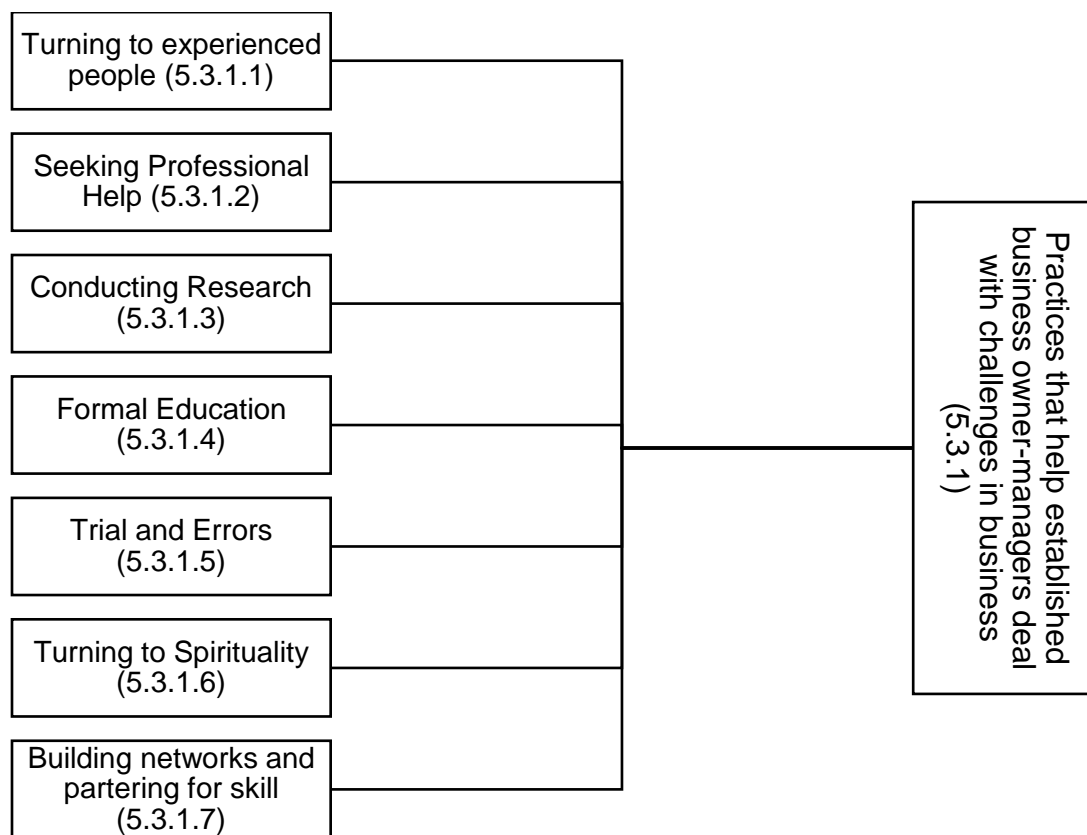 Turning to experienced
people (5.3.1.1)
Seeking Professional
Help (5.3.1.2)
Conducting Research
(5.3.1.3)
Formal Education
(5.3.1.4)
Trial and Errors
(5.3.1.5)
Turning to Spirituality
(5.3.1.6)
Building networks and
partering for skill
(5.3.1.7)
Practices that help established
business owner-managers deal
with challenges in business
(5.3.1)